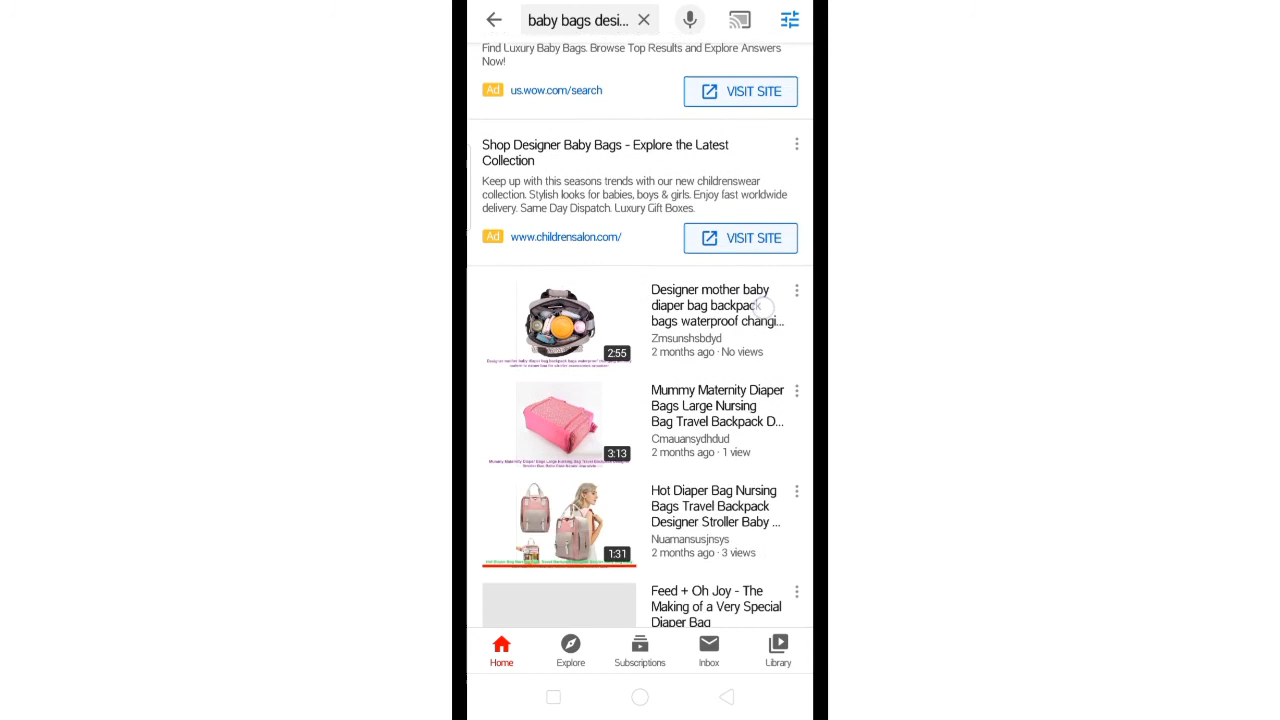 baby bags desi...
Find Luxury Baby Bags. Browse Top Results and Explore Answers
Now!
Ad us.wow.com/search
VISIT SITE
Shop Designer Baby Bags - Explore the Latest
Collection
Keep up with this seasons trends with our new childrenswear
collection. Stylish looks for babies, boys & girls. Enjoy fast worldwide
delivery. Same Day Dispatch. Luxury Gift Boxes.
Ad www.childrensalon.com/
VISIT SITE
2:55
Designer mother baby
diaper bag backpack
bags waterproof changi...
Zmsunshsbdyd
2 months ago · No views
3:13
Mummy Maternity Diaper
Bags Large Nursing
Bag Travel Backpack D...
Cmauansydhdud
2 months ago · 1 view
1:31
Hot Diaper Bag Nursing
Bags Travel Backpack
Designer Stroller Baby ...
Nuamansusjnsys
2 months ago · 3 views
Feed + Oh Joy - The
Making of a Very Special
Diaper Bag
Home
Explore
Subscriptions
Inbox
Library